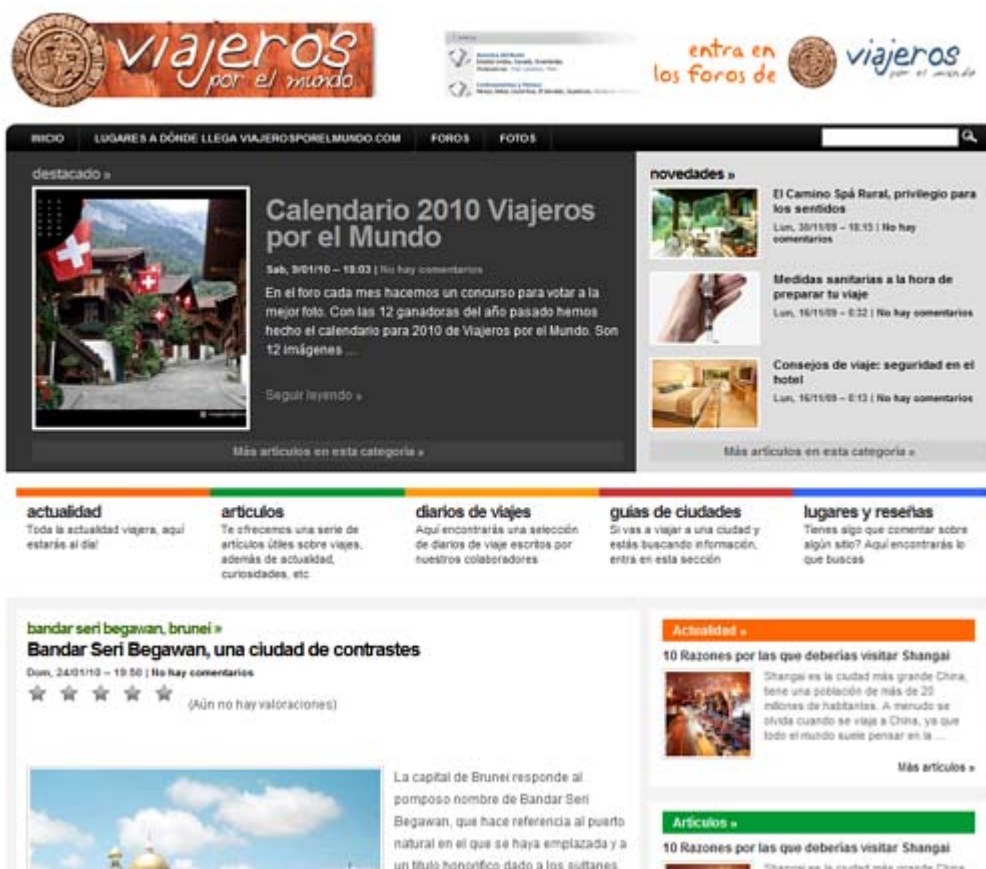 viajeros
por el mundo
entra en
los foros de
viajeros
por el mundo
INICIO
LUGARES A DÓNDE LLEGA VIAJEROSPORELMUNDO.COM
FOROS
FOTOS
destacado »
Calendario 2010 Viajeros
por el Mundo
Sab, 9/01/10 – 18:03 | No hay comentarios
En el foro cada mes hacemos un concurso para votar a la
mejor foto. Con las 12 ganadoras del año pasado hemos
hecho el calendario para 2010 de Viajeros por el Mundo. Son
12 imágenes ...
Seguir leyendo »
Más artículos en esta categoría »
novedades »
El Camino Spá Rural, privilegio para
los sentidos
Lun, 30/11/09 – 18:15 | No hay
comentarios
Medidas sanitarias a la hora de
preparar tu viaje
Lun, 16/11/09 – 0:32 | No hay comentarios
Consejos de viaje: seguridad en el
hotel
Lun, 16/11/09 – 0:13 | No hay comentarios
Más artículos en esta categoría »
actualidad
Toda la actualidad viajera, aquí
estarás al día!
artículos
Te ofrecemos una serie de
artículos útiles sobre viajes,
además de actualidad,
curiosidades, etc
diarios de viajes
Aquí encontrarás una selección
de diarios de viaje escritos por
nuestros colaboradores
guías de ciudades
Si vas a viajar a una ciudad y
estás buscando información,
entra en esta sección
lugares y reseñas
Tienes algo que comentar sobre
algún sitio? Aquí encontrarás lo
que buscas
bandar seri begawan, brunei »
Bandar Seri Begawan, una ciudad de contrastes
Dom, 24/01/10 – 19:50 | No hay comentarios
(Aún no hay valoraciones)
La capital de Brunei responde al
pomposo nombre de Bandar Seri
Begawan, que hace referencia al puerto
natural en el que se haya emplazada y a
un título honorífico dado a los sultanes
Actualidad »
10 Razones por las que deberías visitar Shangai
Shangai es la ciudad más grande China,
tiene una población de más de 20
millones de habitantes. A menudo se
olvida cuando se viaja a China, ya que
todo el mundo suele pensar en la ...
Más artículos »
Artículos »
10 Razones por las que deberías visitar Shangai
Shangai es la ciudad más grande China,